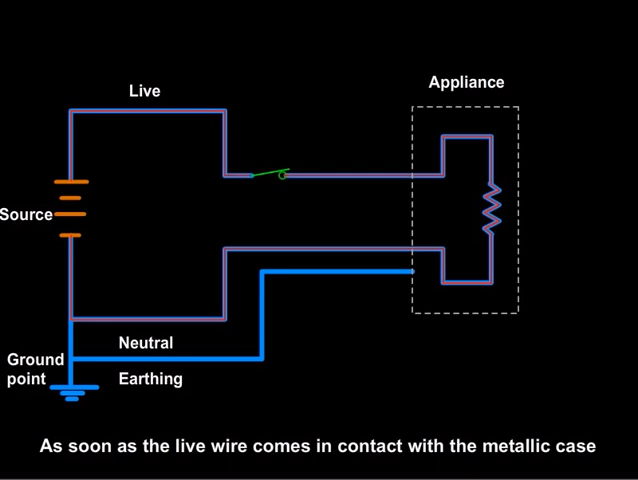 Appliance
Live
Source
Neutral
Ground
point
Earthing
As soon as the live wire comes in contact with the metallic case